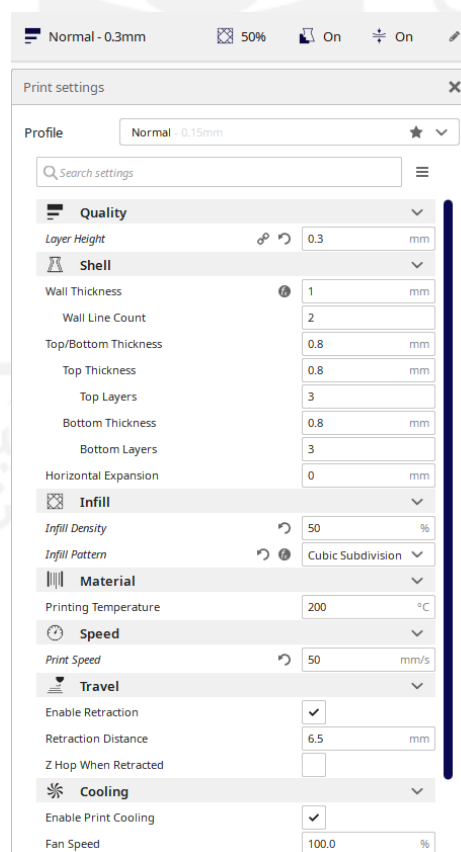 Normal - 0.3mm 50% On On
Print settings
Profile Normal - 0.15mm
Search settings
Quality
Layer Height 0.3 mm
Shell
Wall Thickness 1 mm
Wall Line Count 2
Top/Bottom Thickness 0.8 mm
Top Thickness 0.8 mm
Top Layers 3
Bottom Thickness 0.8 mm
Bottom Layers 3
Horizontal Expansion 0 mm
Infill
Infill Density 50 %
Infill Pattern Cubic Subdivision
Material
Printing Temperature 200 °C
Speed
Print Speed 50 mm/s
Travel
Enable Retraction
Retraction Distance 6.5 mm
Z Hop When Retracted
Cooling
Enable Print Cooling
Fan Speed 100.0 %